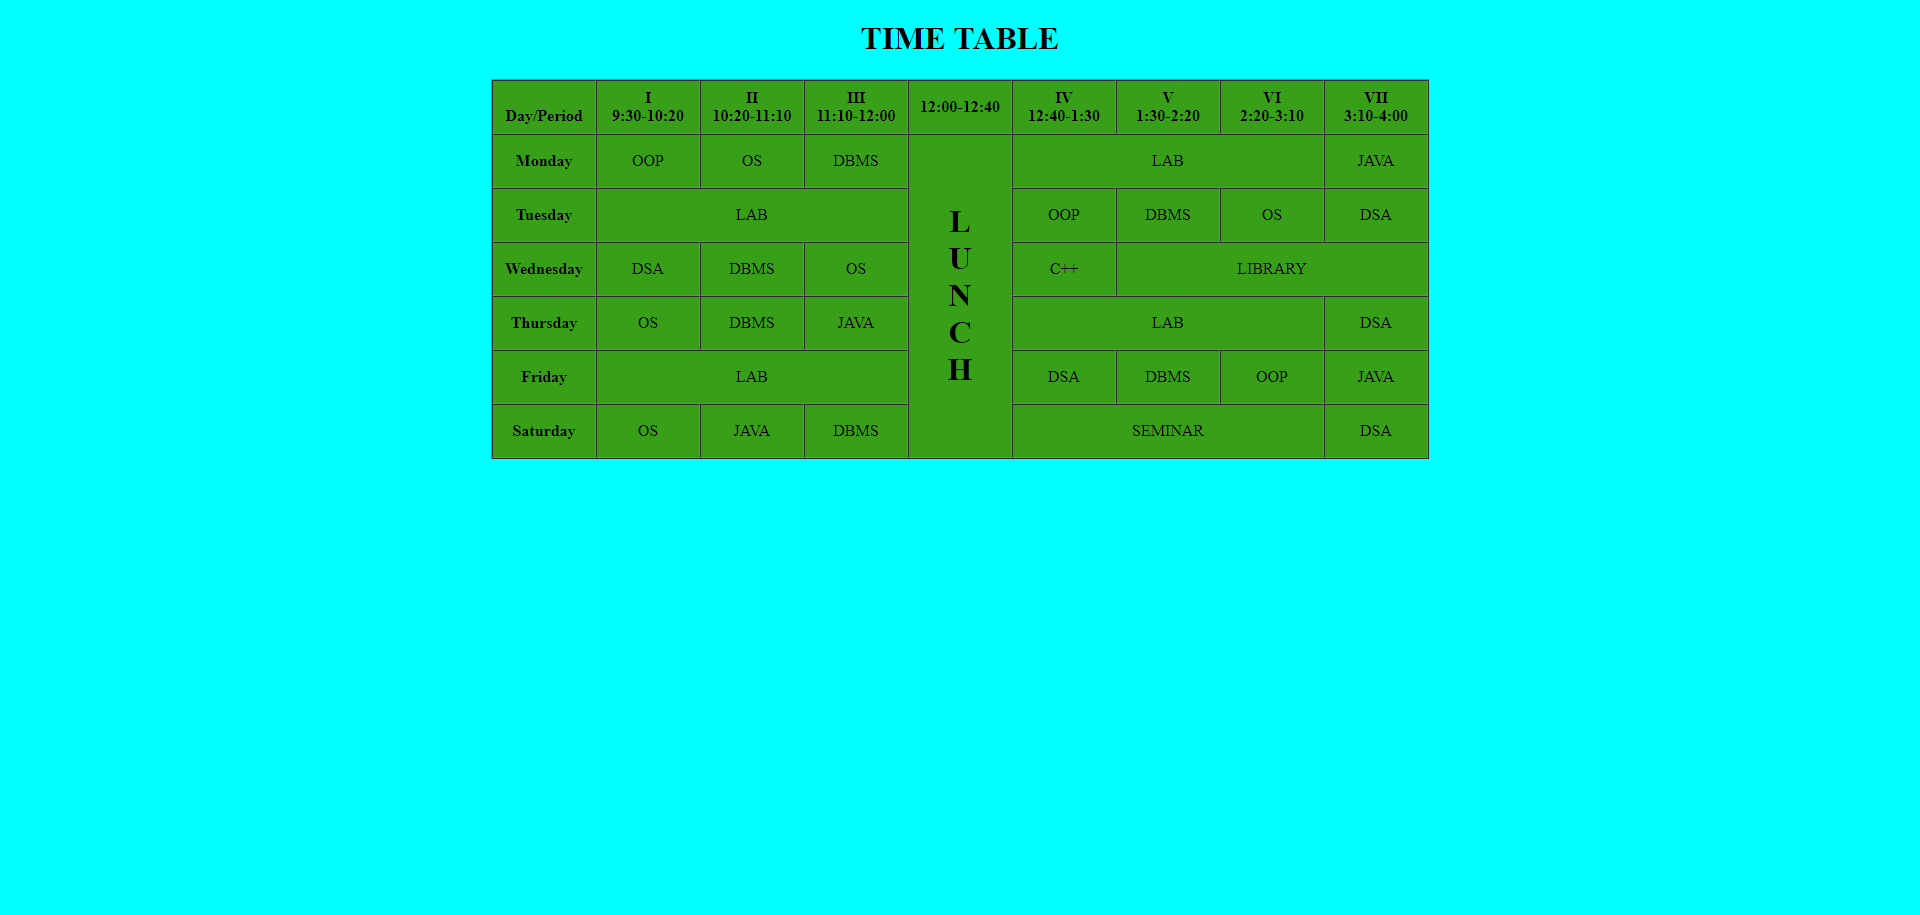 TIME TABLE
Day/Period
I
9:30-10:20
II
10:20-11:10
III
11:10-12:00
12:00-12:40
IV
12:40-1:30
V
1:30-2:20
VI
2:20-3:10
VII
3:10-4:00
Monday
OOP
OS
DBMS
L
U
N
C
H
LAB
JAVA
Tuesday
LAB
OOP
DBMS
OS
DSA
Wednesday
DSA
DBMS
OS
C++
LIBRARY
Thursday
OS
DBMS
JAVA
LAB
DSA
Friday
LAB
DSA
DBMS
OOP
JAVA
Saturday
OS
JAVA
DBMS
SEMINAR
DSA